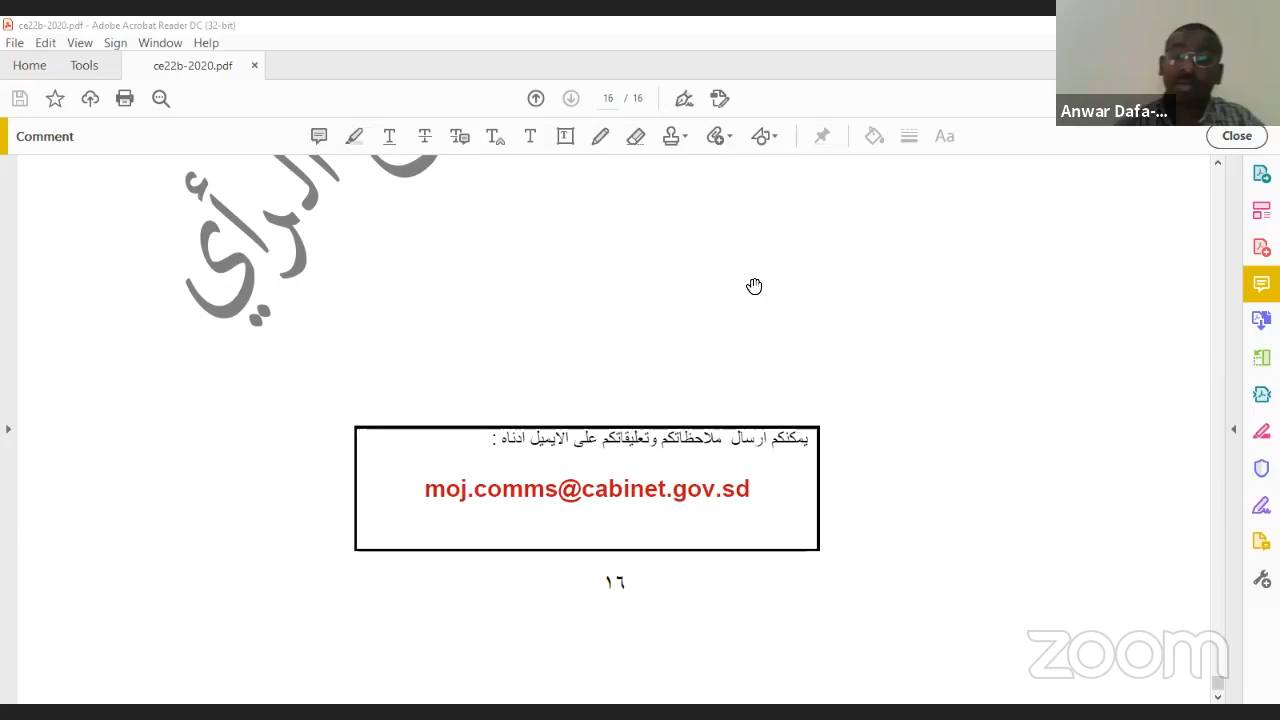 ce22b-2020.pdf - Adobe Acrobat Reader DC (32-bit)
File Edit View Sign Window Help
Home Tools ce22b-2020.pdf ×
16 / 16
Anwar Dafa-...
Comment
Aa
Close
الرأي
يمكنكم ارسال ملاحظاتكم وتعليقاتكم على الايميل ادناه :
moj.comms@cabinet.gov.sd
١٦
zoom